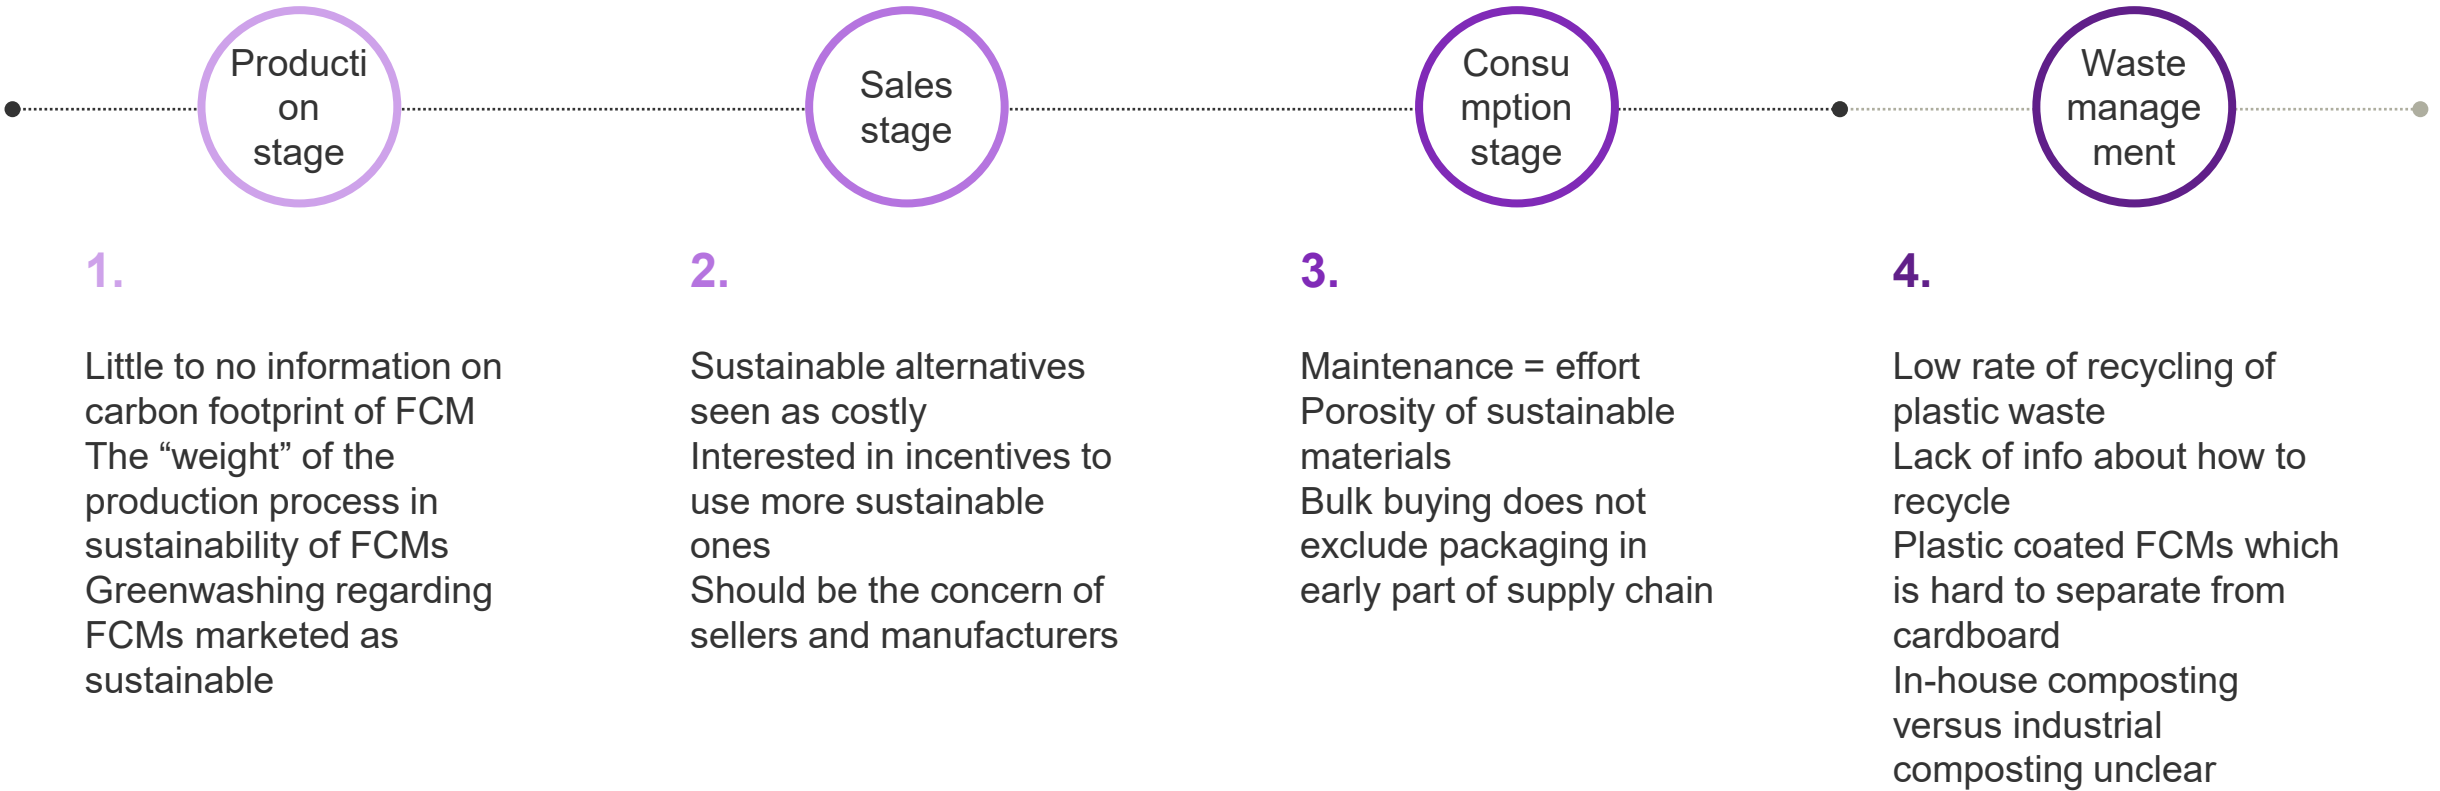 Producti
on
stage
Sales
stage
Consu
mption
stage
Waste
manage
ment
1.
Little to no information on
carbon footprint of FCM
The “weight” of the
production process in
sustainability of FCMs
Greenwashing regarding
FCMs marketed as
sustainable
2.
Sustainable alternatives
seen as costly
Interested in incentives to
use more sustainable
ones
Should be the concern of
sellers and manufacturers
3.
Maintenance = effort
Porosity of sustainable
materials
Bulk buying does not
exclude packaging in
early part of supply chain
4.
Low rate of recycling of
plastic waste
Lack of info about how to
recycle
Plastic coated FCMs which
is hard to separate from
cardboard
In-house composting
versus industrial
composting unclear